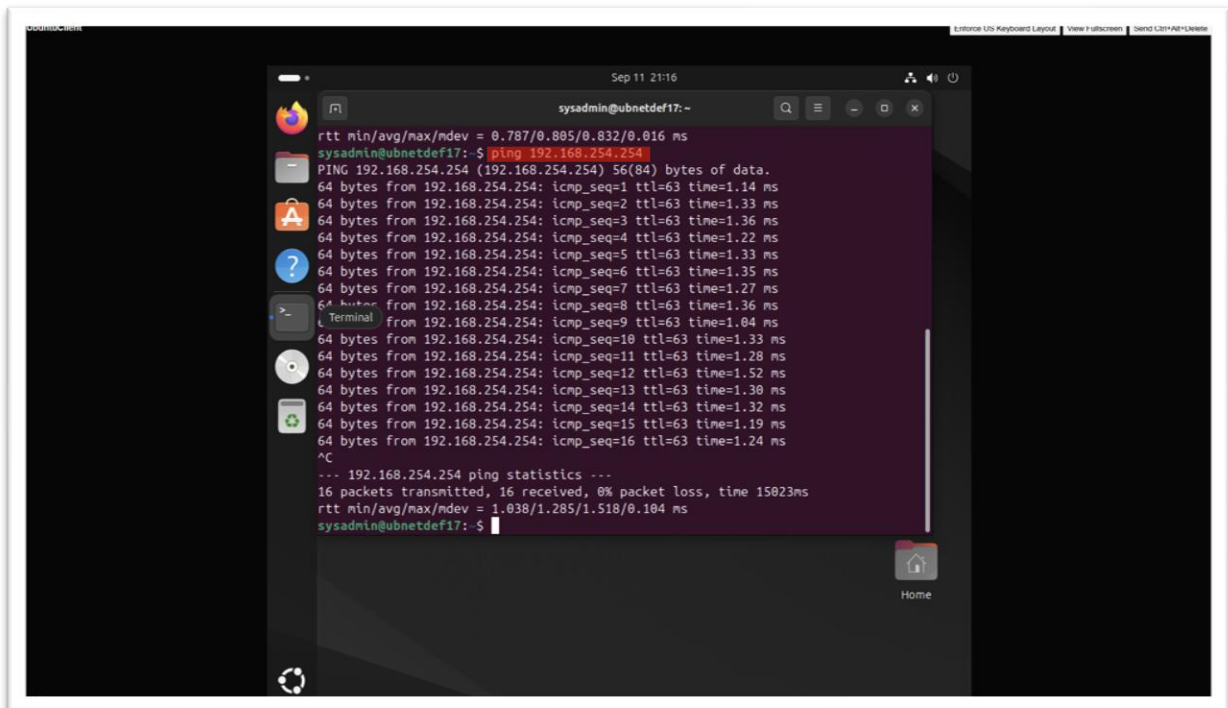 UbuntuClient
Enforce US Keyboard Layout View Fullscreen Send Ctrl+Alt+Delete
Sep 11 21:16
sysadmin@ubnetdef17: ~
rtt min/avg/max/mdev = 0.787/0.805/0.832/0.016 ms
sysadmin@ubnetdef17:~$ ping 192.168.254.254
PING 192.168.254.254 (192.168.254.254) 56(84) bytes of data.
64 bytes from 192.168.254.254: icmp_seq=1 ttl=63 time=1.14 ms
64 bytes from 192.168.254.254: icmp_seq=2 ttl=63 time=1.33 ms
64 bytes from 192.168.254.254: icmp_seq=3 ttl=63 time=1.36 ms
64 bytes from 192.168.254.254: icmp_seq=4 ttl=63 time=1.22 ms
64 bytes from 192.168.254.254: icmp_seq=5 ttl=63 time=1.33 ms
64 bytes from 192.168.254.254: icmp_seq=6 ttl=63 time=1.35 ms
64 bytes from 192.168.254.254: icmp_seq=7 ttl=63 time=1.27 ms
64 bytes from 192.168.254.254: icmp_seq=8 ttl=63 time=1.36 ms
Terminal
from 192.168.254.254: icmp_seq=9 ttl=63 time=1.04 ms
64 bytes from 192.168.254.254: icmp_seq=10 ttl=63 time=1.33 ms
64 bytes from 192.168.254.254: icmp_seq=11 ttl=63 time=1.28 ms
64 bytes from 192.168.254.254: icmp_seq=12 ttl=63 time=1.52 ms
64 bytes from 192.168.254.254: icmp_seq=13 ttl=63 time=1.30 ms
64 bytes from 192.168.254.254: icmp_seq=14 ttl=63 time=1.32 ms
64 bytes from 192.168.254.254: icmp_seq=15 ttl=63 time=1.19 ms
64 bytes from 192.168.254.254: icmp_seq=16 ttl=63 time=1.24 ms
^C
--- 192.168.254.254 ping statistics ---
16 packets transmitted, 16 received, 0% packet loss, time 15023ms
rtt min/avg/max/mdev = 1.038/1.285/1.518/0.104 ms
sysadmin@ubnetdef17:~$
Home